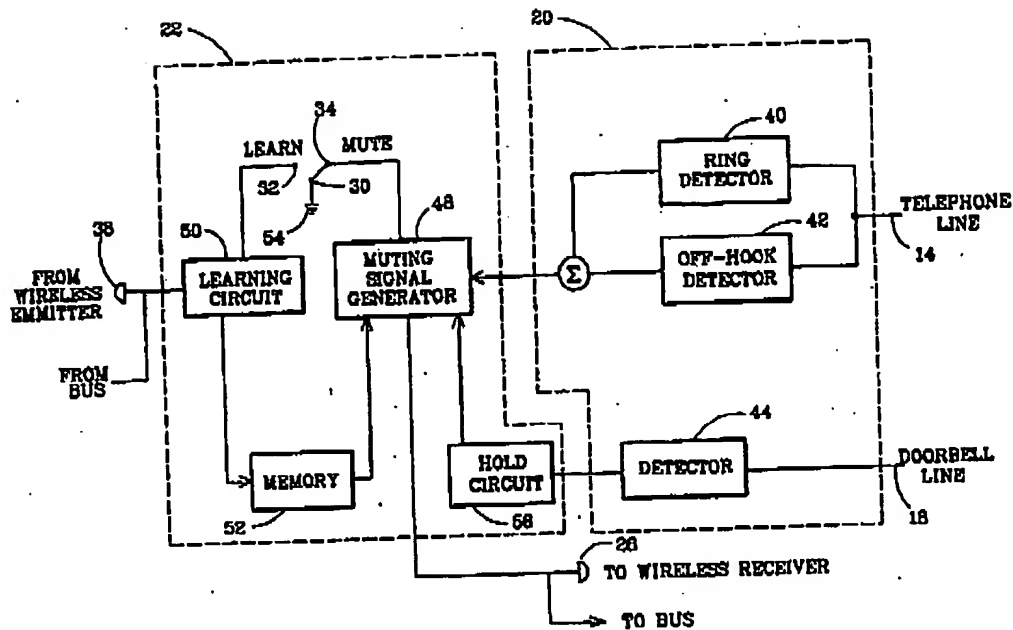 22
20
34
LEARN
MUTE
32
30
54
48
40
RING
DETECTOR
42
OFF-HOOK
DETECTOR
TELEPHONE
LINE
14
38
50
FROM
WIRELESS
EMMITTER
LEARNING
CIRCUIT
MUTING
SIGNAL
GENERATOR
Σ
FROM
BUS
44
MEMORY
52
HOLD
CIRCUIT
58
DETECTOR
DOORBELL
LINE
18
26
TO WIRELESS RECEIVER
TO BUS